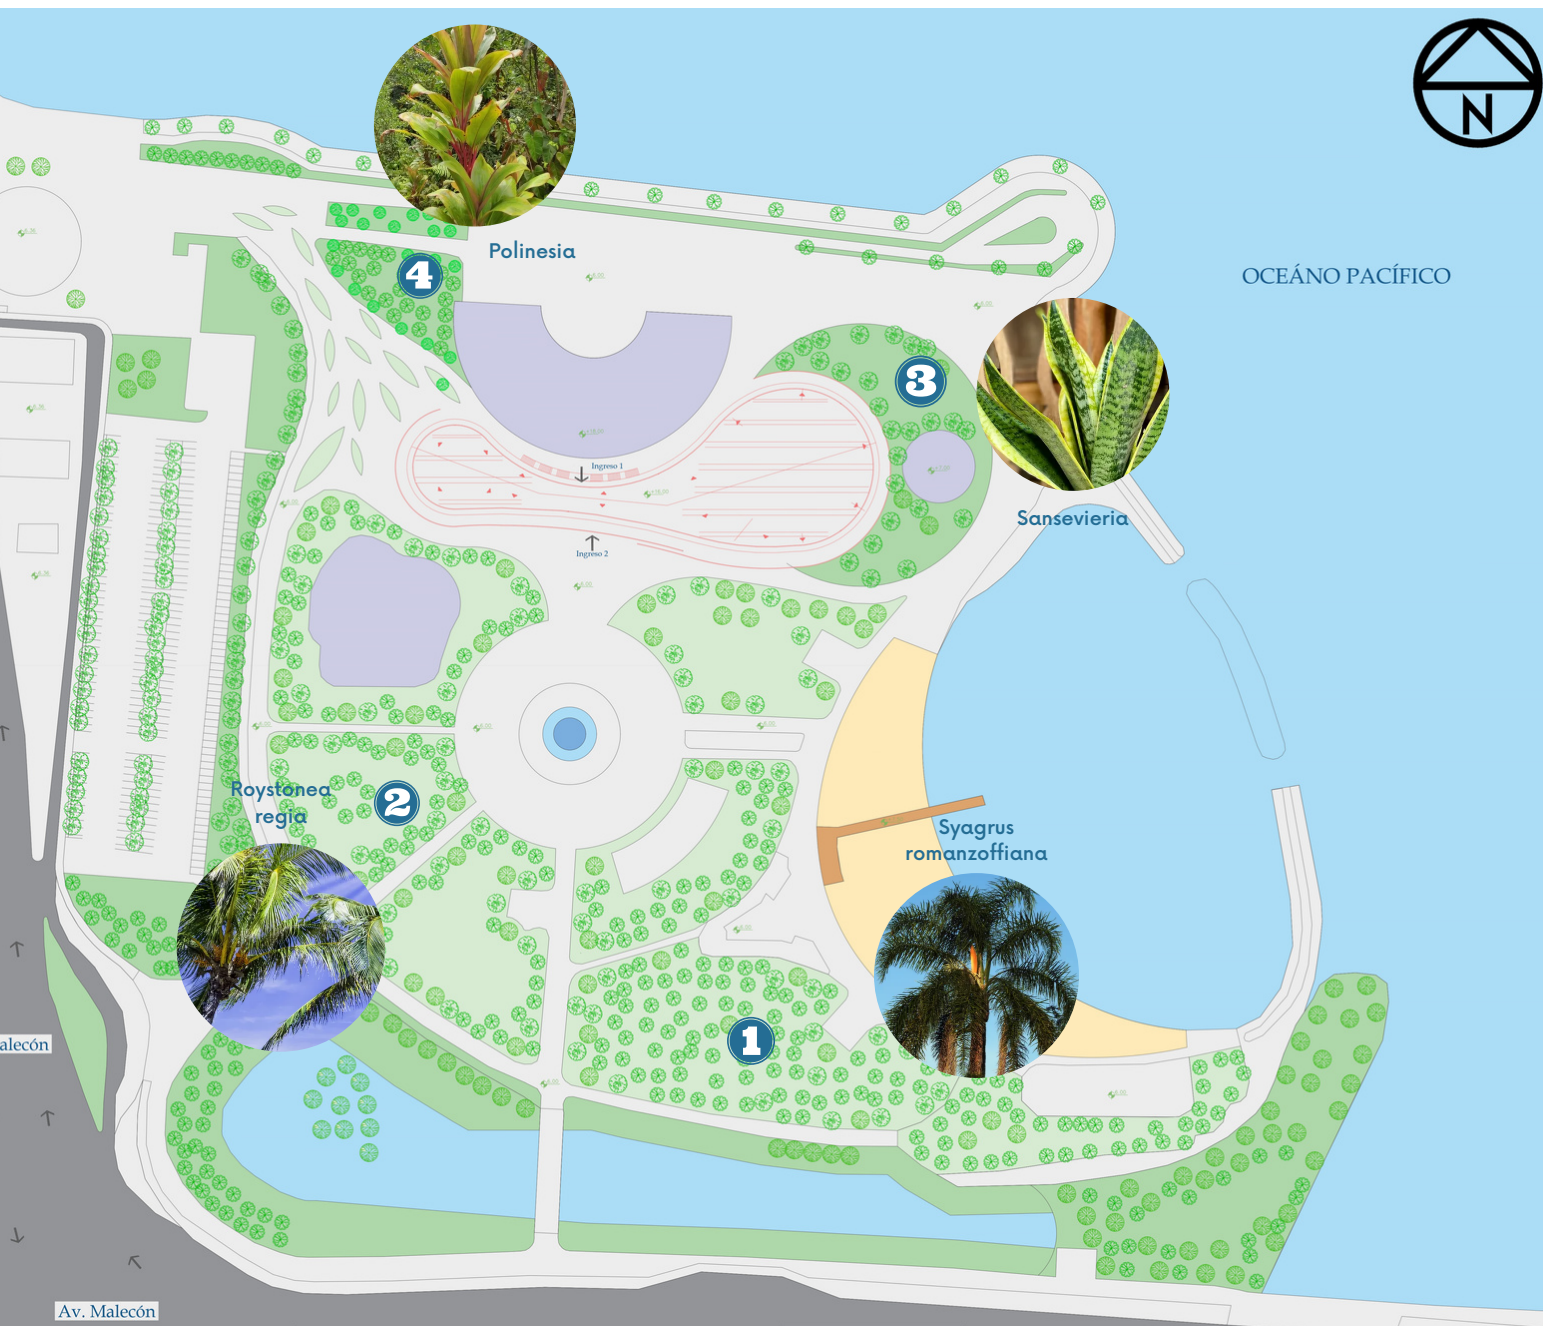 N
Polinesia
4
OCEÁNO PACÍFICO
3
Ingreso 1
Sansevieria
Ingreso 2
Roystonea
regia
2
Syagrus
romanzoffiana
1
alecón
Av. Malecón